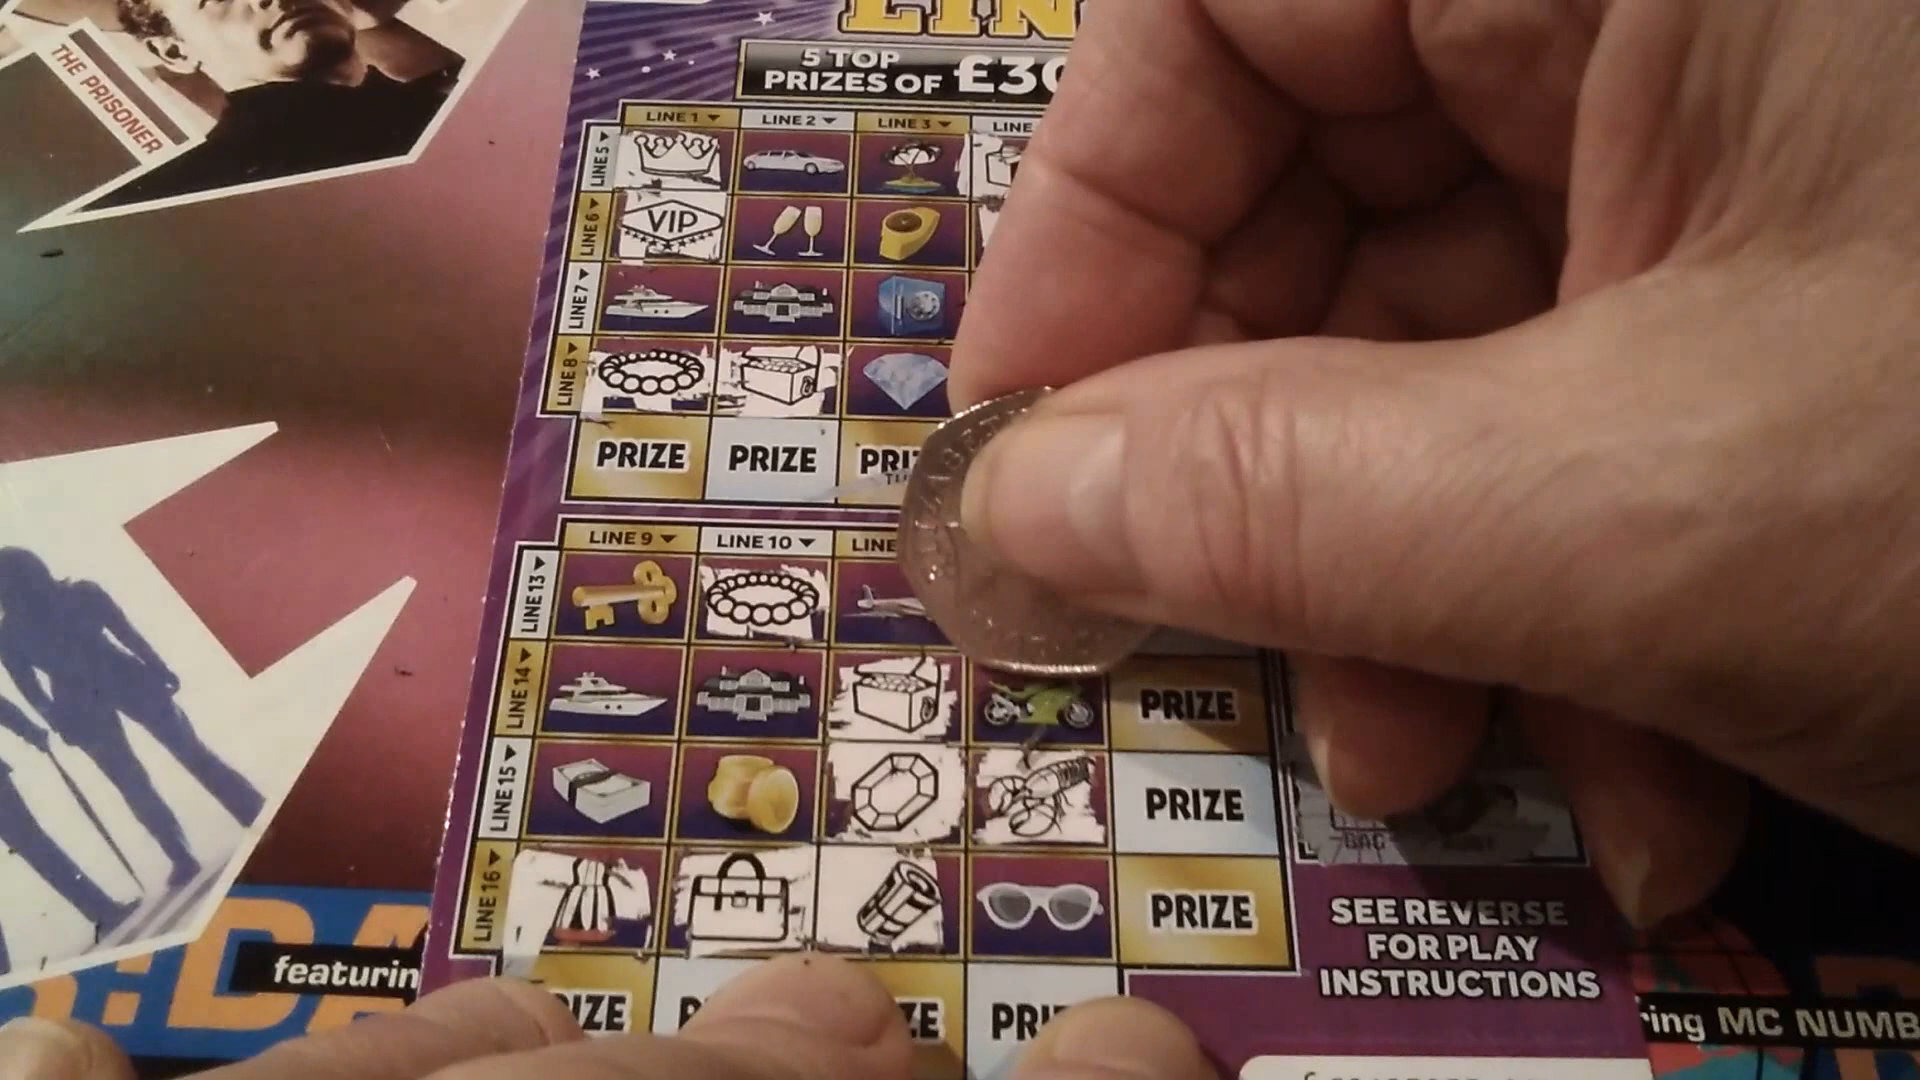 THE PRISONER
5 TOP
PRIZES OF £30
LINE 1 LINE 2 LINE 3 LINE
LINE 5
VIP
LINE 6
LINE 7
LINE 8
PRIZE PRIZE
LINE 9 LINE 10 LINE
LINE 13
LINE 14
PRIZE
LINE 15
PRIZE
LINE 16
PRIZE
SEE REVERSE
FOR PLAY
INSTRUCTIONS
featurin
ring MC NUMB